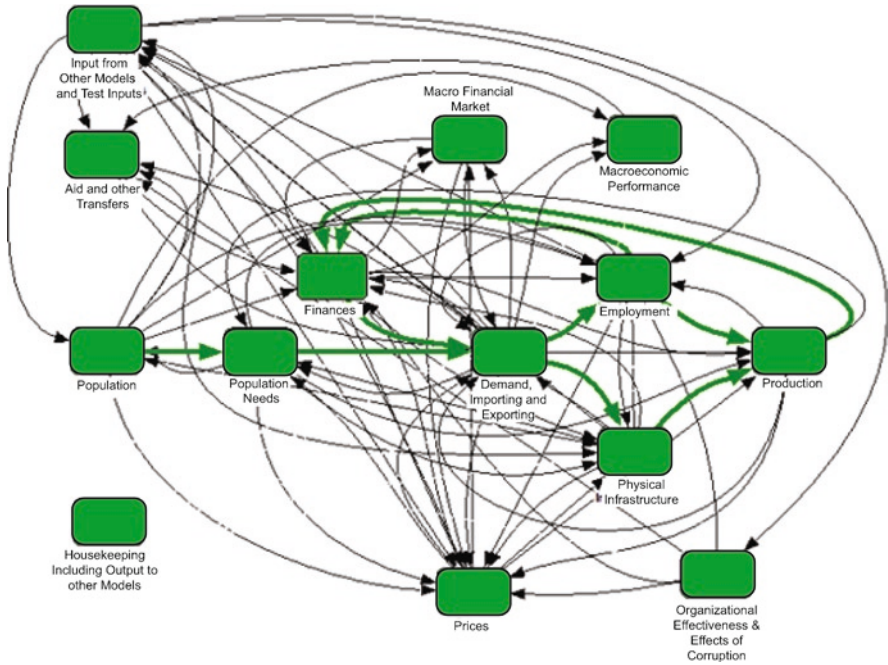 Input from
Other Models
and Test Inputs
Macro Financial
Market
Aid and other
Transfers
Macroeconomic
Performance
Finances
Employment
Population
Population
Needs
Demand,
Importing and
Exporting
Production
Physical
Infrastructure
Housekeeping
Including Output to
other Models
Prices
Organizational
Effectiveness &
Effects of
Corruption